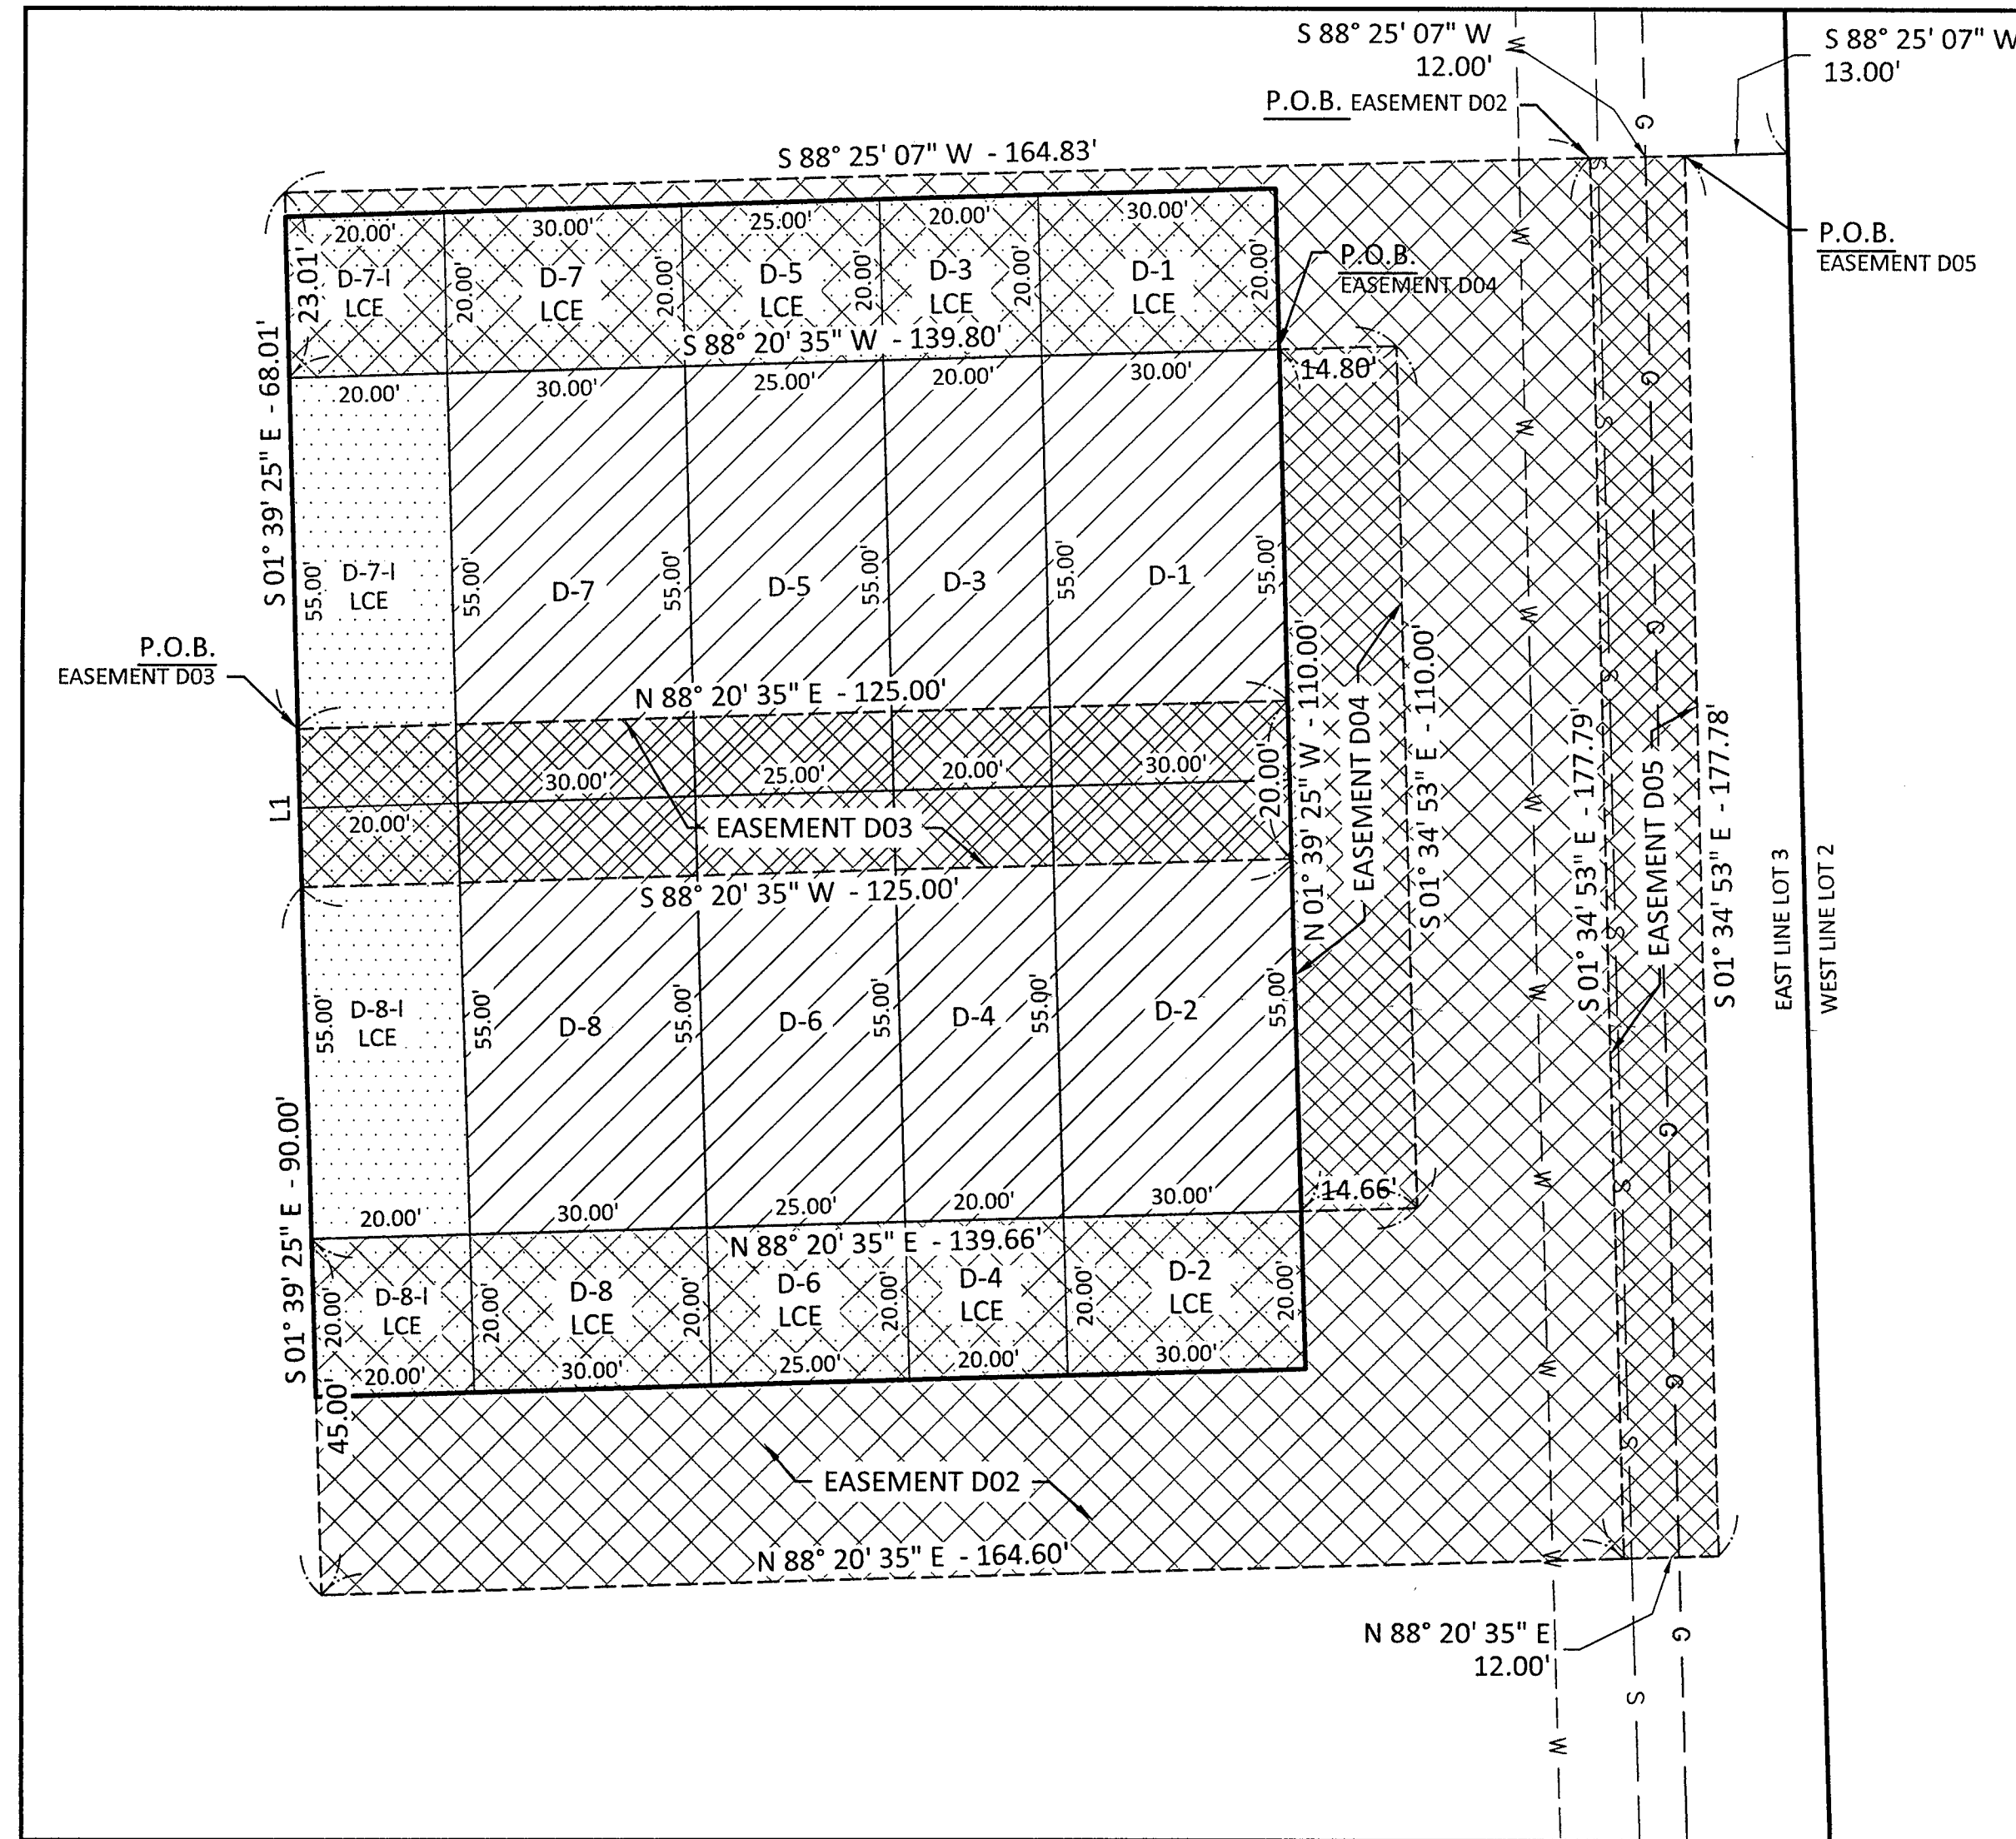 S 88° 25' 07" W
12.00'
S 88° 25' 07" W
13.00'
P.O.B. EASEMENT D02
S 88° 25' 07" W - 164.83'
P.O.B.
EASEMENT D05
P.O.B.
EASEMENT D04
20.00'
30.00'
25.00'
20.00'
30.00'
23.01'
D-7-I
LCE
20.00'
D-7
LCE
20.00'
D-5
LCE
20.00'
D-3
LCE
20.00'
D-1
LCE
20.00'
S 88° 20' 35" W - 139.80'
14.80'
20.00'
30.00'
25.00'
20.00'
30.00'
S 01° 39' 25" E - 68.01'
55.00'
D-7-I
LCE
55.00'
D-7
55.00'
D-5
55.00'
D-3
55.00'
D-1
55.00'
P.O.B.
EASEMENT D03
N 88° 20' 35" E - 125.00'
30.00'
25.00'
20.00'
30.00'
20.00'
L1
20.00'
EASEMENT D03
S 88° 20' 35" W - 125.00'
N 01° 39' 25" W - 110.00'
EASEMENT D04
S 01° 34' 53" E - 110.00'
S 01° 34' 53" E - 177.79'
EASEMENT D05
S 01° 34' 53" E - 177.78'
EAST LINE LOT 3
WEST LINE LOT 2
55.00'
D-8-I
LCE
55.00'
D-8
55.00'
D-6
55.00'
D-4
55.00'
D-2
55.00'
14.66'
S 01° 39' 25" E - 90.00'
20.00'
30.00'
25.00'
20.00'
30.00'
N 88° 20' 35" E - 139.66'
20.00'
D-8-I
LCE
20.00'
D-8
LCE
20.00'
D-6
LCE
20.00'
D-4
LCE
20.00'
D-2
LCE
20.00'
20.00'
30.00'
25.00'
20.00'
30.00'
45.00'
EASEMENT D02
N 88° 20' 35" E - 164.60'
N 88° 20' 35" E
12.00'
W
W
W
W
W
W
W
W
W
W
W
S
S
S
S
S
S
S
S
G
G
G
G
G
G